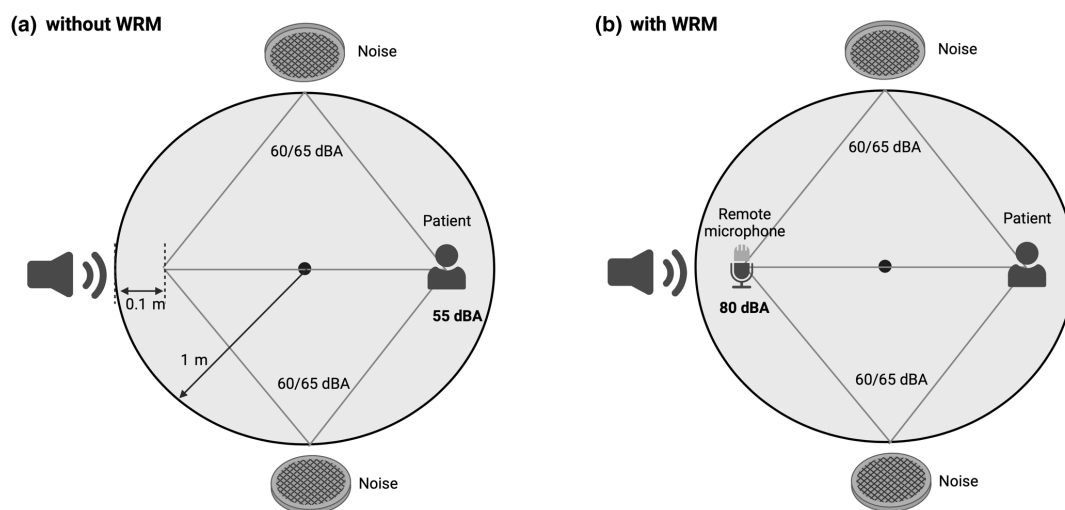 (a) without WRM
Noise
60/65 dBA
Patient
0.1 m
55 dBA
1 m
60/65 dBA
Noise
(b) with WRM
Noise
60/65 dBA
Remote
microphone
Patient
80 dBA
60/65 dBA
Noise